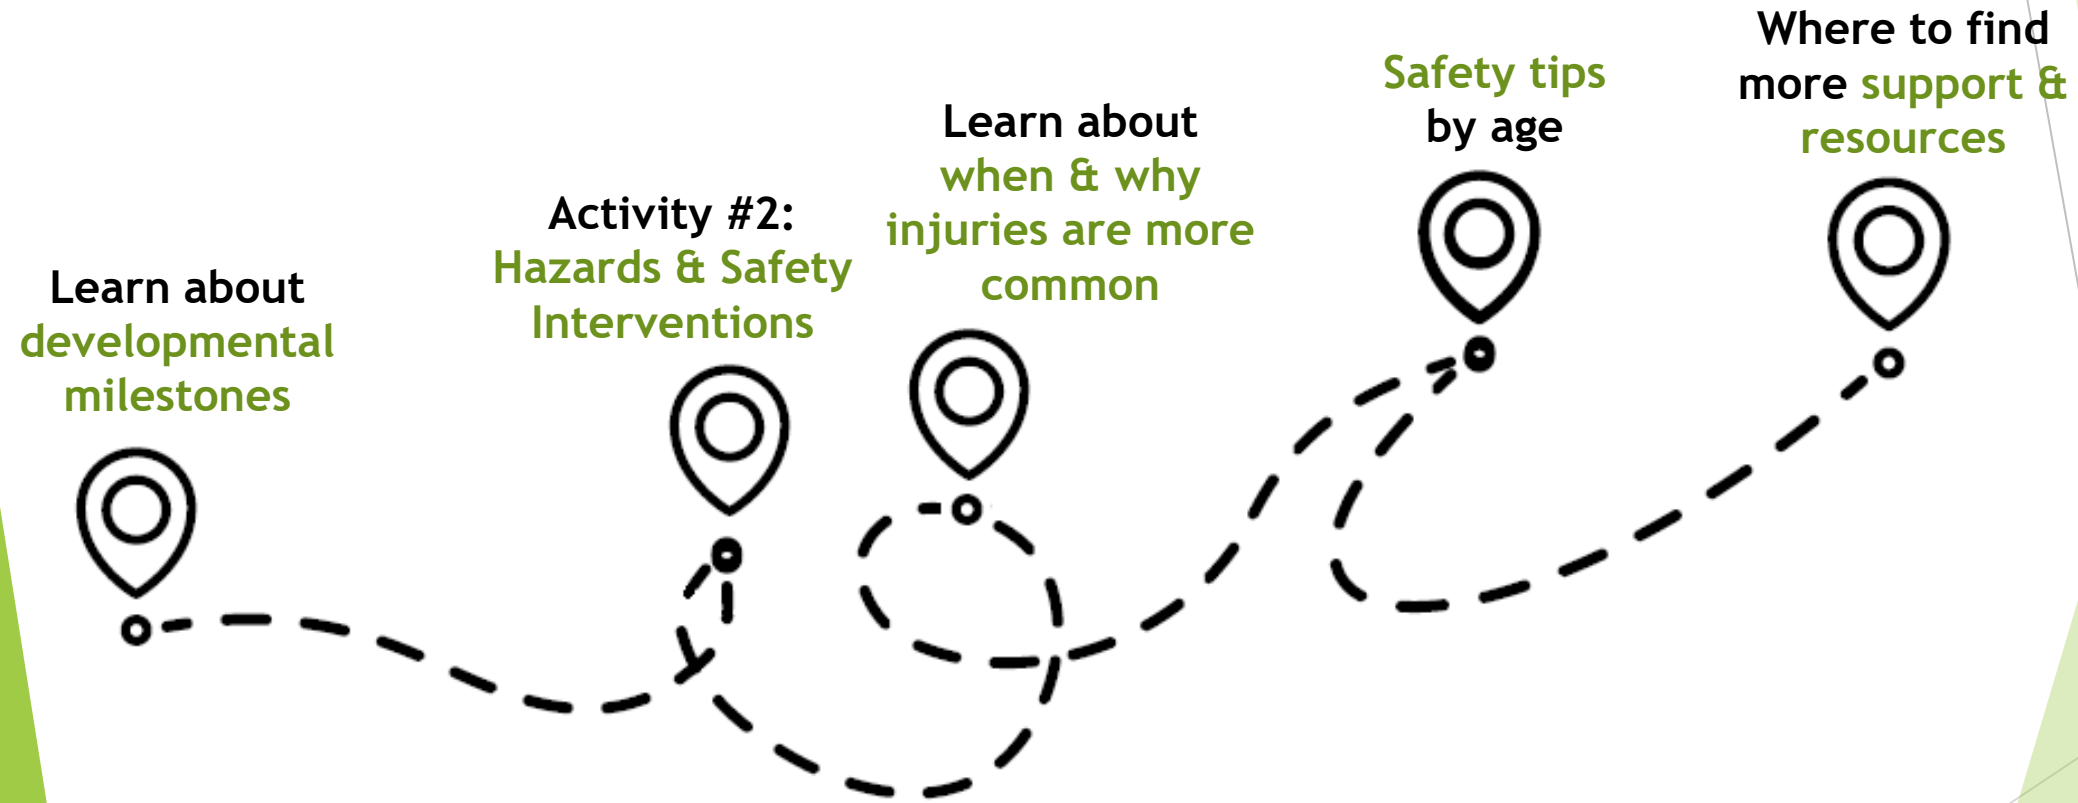 Learn about
developmental
milestones
Activity #2:
Hazards & Safety
Interventions
Learn about
when & why
injuries are more
common
Safety tips
by age
Where to find
more support &
resources